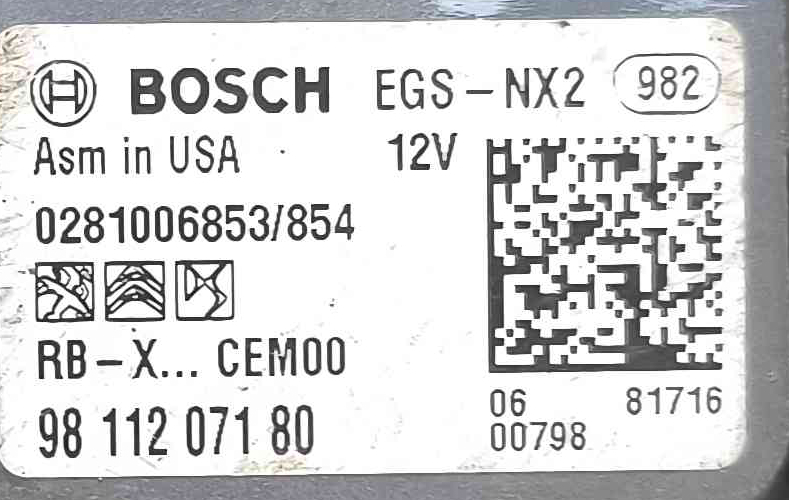 BOSCH EGS-NX2 982
Asm in USA 12V
0281006853/854
RB-X... CEM00
98 112 071 80
06 81716
00798